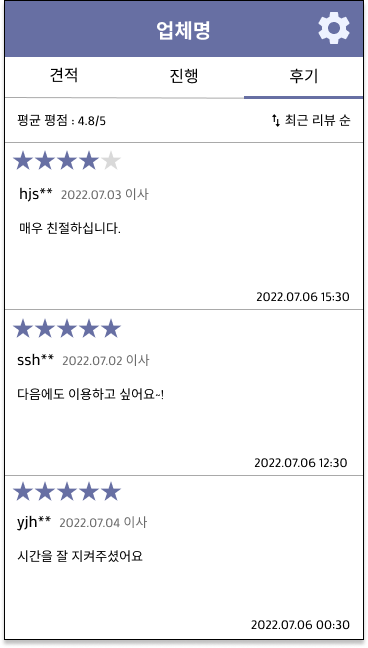 업체명
견적 진행 후기
평균 평점 : 4.8/5 최근 리뷰 순
hjs** 2022.07.03 이사
매우 친절하십니다.
2022.07.06 15:30
ssh** 2022.07.02 이사
다음에도 이용하고 싶어요~!
2022.07.06 12:30
yjh** 2022.07.04 이사
시간을 잘 지켜주셨어요
2022.07.06 00:30